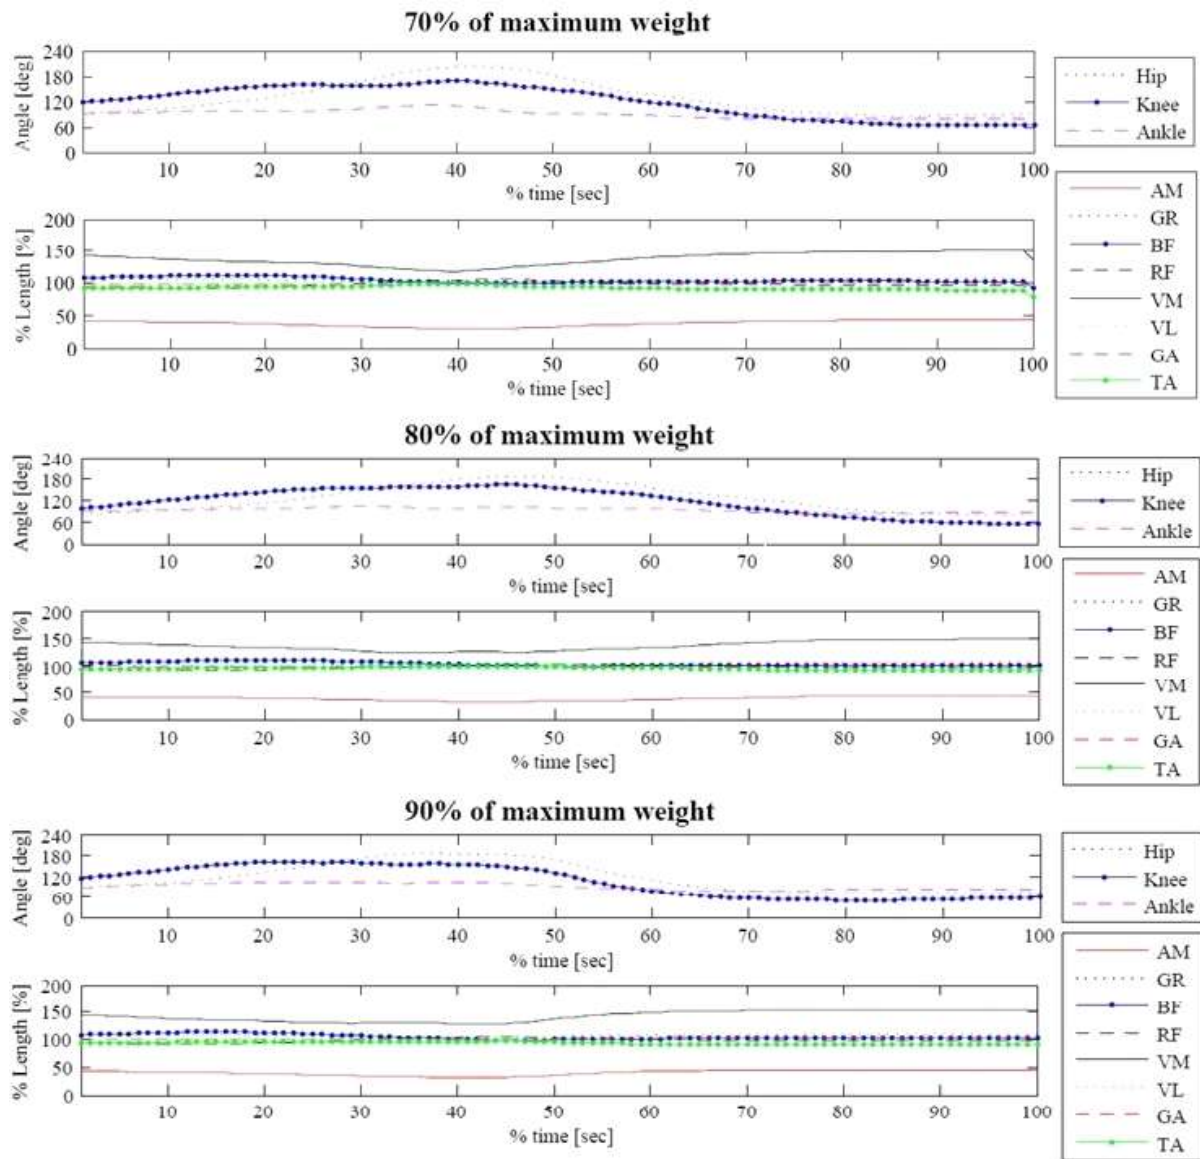 70% of maximum weight
Angle [deg]
240
180
120
60
0
10 20 30 40 50 60 70 80 90 100
% time [sec]
Hip
Knee
Ankle
% Length [%]
200
150
100
50
0
10 20 30 40 50 60 70 80 90 100
% time [sec]
AM
GR
BF
RF
VM
VL
GA
TA
80% of maximum weight
Angle [deg]
240
180
120
60
0
10 20 30 40 50 60 70 80 90 100
% time [sec]
Hip
Knee
Ankle
% Length [%]
200
150
100
50
0
10 20 30 40 50 60 70 80 90 100
% time [sec]
AM
GR
BF
RF
VM
VL
GA
TA
90% of maximum weight
Angle [deg]
240
180
120
60
0
10 20 30 40 50 60 70 80 90 100
% time [sec]
Hip
Knee
Ankle
% Length [%]
200
150
100
50
0
10 20 30 40 50 60 70 80 90 100
% time [sec]
AM
GR
BF
RF
VM
VL
GA
TA